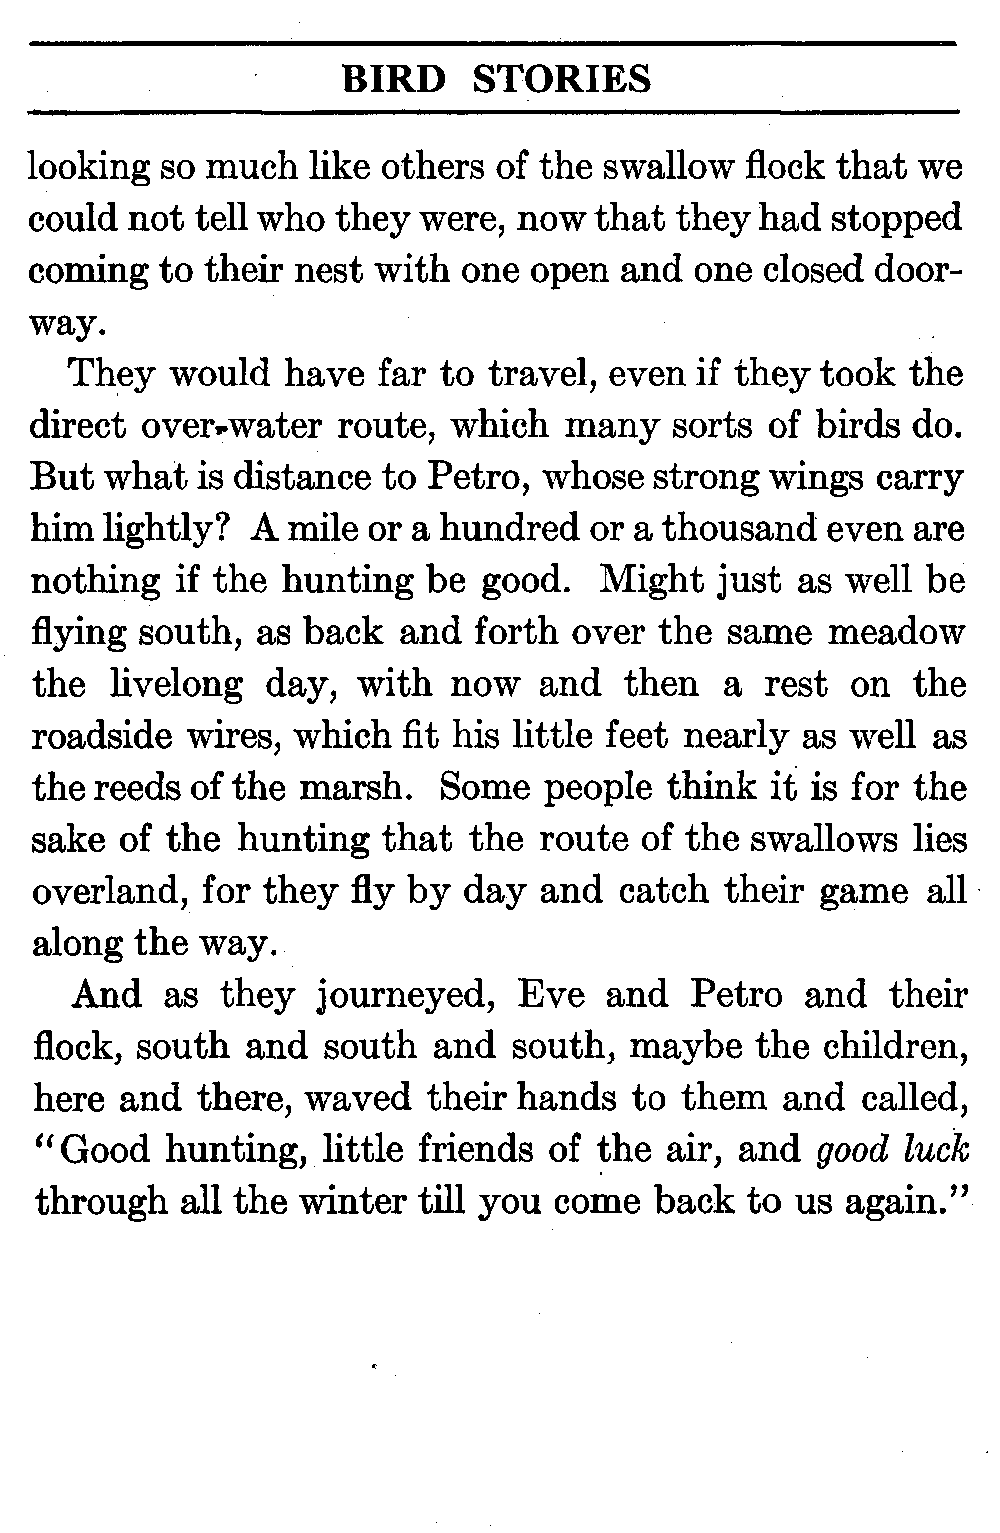 BIRD STORIES
looking so much like others of the swallow flock that we
could not tell who they were, now that they had stopped
coming to their nest with one open and one closed door-
way.
They would have far to travel, even if they took the
direct over-water route, which many sorts of birds do.
But what is distance to Petro, whose strong wings carry
him lightly? A mile or a hundred or a thousand even are
nothing if the hunting be good. Might just as well be
flying south, as back and forth over the same meadow
the livelong day, with now and then a rest on the
roadside wires, which fit his little feet nearly as well as
the reeds of the marsh. Some people think it is for the
sake of the hunting that the route of the swallows lies
overland, for they fly by day and catch their game all
along the way.
And as they journeyed, Eve and Petro and their
flock, south and south and south, maybe the children,
here and there, waved their hands to them and called,
“Good hunting, little friends of the air, and good luck
through all the winter till you come back to us again.”